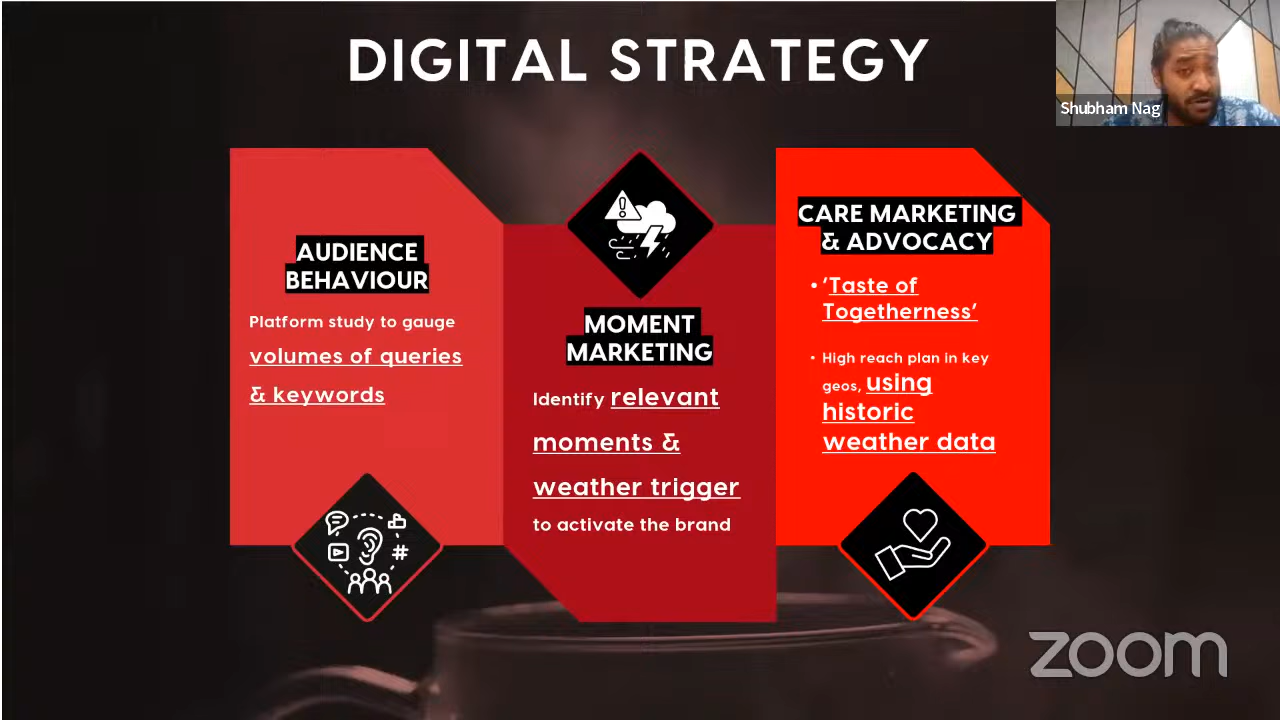 DIGITAL STRATEGY
Shubham Nag
AUDIENCE
BEHAVIOUR
Platform study to gauge
volumes of queries
& keywords
MOMENT
MARKETING
Identify relevant
moments &
weather trigger
to activate the brand
CARE MARKETING
& ADVOCACY
• ‘Taste of
Togetherness’
• High reach plan in key
geos, using
historic
weather data
zoom